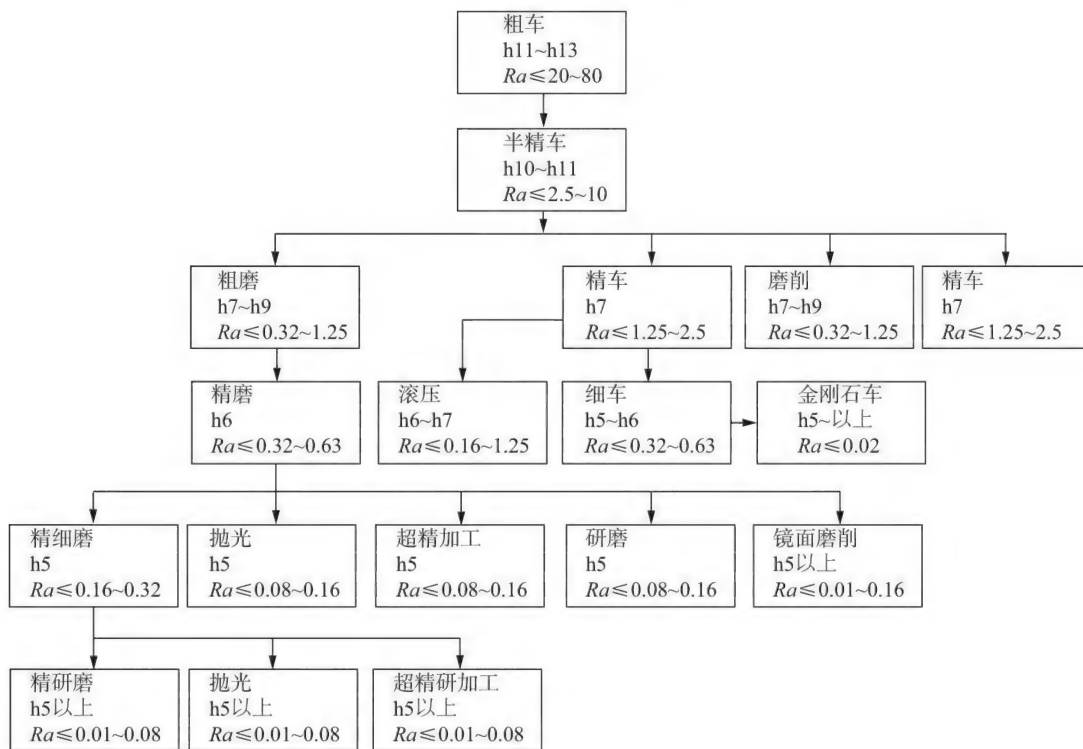 粗车
h11~h13
Ra≤20~80
半精车
h10~h11
Ra≤2.5~10
粗磨
h7~h9
Ra≤0.32~1.25
精车
h7
Ra≤1.25~2.5
磨削
h7~h9
Ra≤0.32~1.25
精车
h7
Ra≤1.25~2.5
精磨
h6
Ra≤0.32~0.63
滚压
h6~h7
Ra≤0.16~1.25
细车
h5~h6
Ra≤0.32~0.63
金刚石车
h5~以上
Ra≤0.02
精细磨
h5
Ra≤0.16~0.32
抛光
h5
Ra≤0.08~0.16
超精加工
h5
Ra≤0.08~0.16
研磨
h5
Ra≤0.08~0.16
镜面磨削
h5以上
Ra≤0.01~0.16
精研磨
h5以上
Ra≤0.01~0.08
抛光
h5以上
Ra≤0.01~0.08
超精研加工
h5以上
Ra≤0.01~0.08